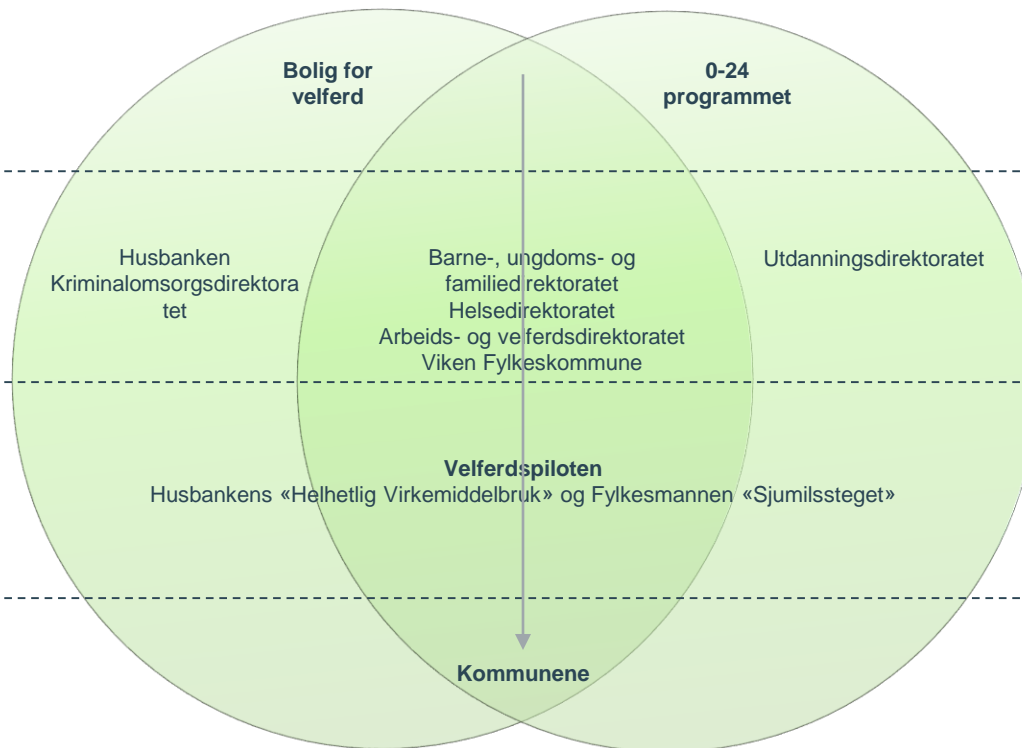 Bolig for
velferd
0-24
programmet
Husbanken
Kriminalomsorgsdirektora
tet
Barne-, ungdoms- og
familiedirektoratet
Helsedirektoratet
Arbeids- og velferdsdirektoratet
Viken Fylkeskommune
Utdanningsdirektoratet
Velferdspiloten
Husbankens «Helhetlig Virkemiddelbruk» og Fylkesmannen «Sjumilssteget»
Kommunene